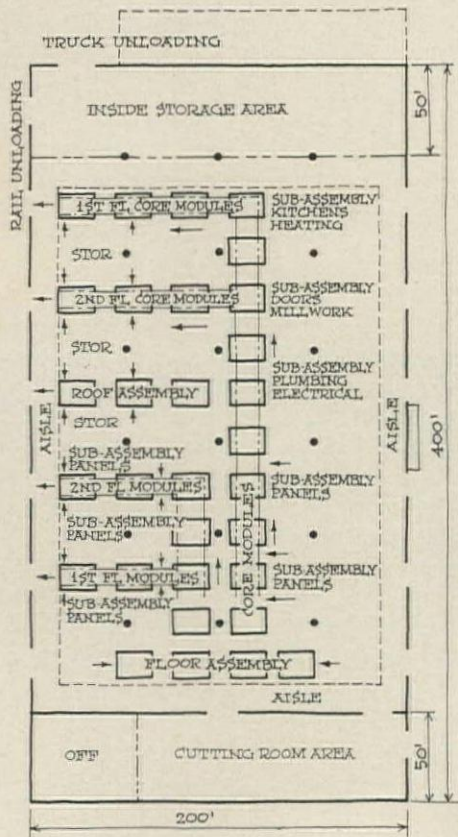 TRUCK UNLOADING
RAIL UNLOADING
INSIDE STORAGE AREA
50'
1ST FL CORE MODULES
SUB-ASSEMBLY
KITCHENS
HEATING
STOR
2ND FL CORE MODULES
SUB-ASSEMBLY
DOORS
MILLWORK
STOR
SUB-ASSEMBLY
PLUMBING
ELECTRICAL
ROOF ASSEMBLY
STOR
AISLE
AISLE
400'
SUB-ASSEMBLY
PANELS
2ND FL MODULES
SUB-ASSEMBLY
PANELS
SUB-ASSEMBLY
PANELS
CORE MODULES
1ST FL MODULES
SUB-ASSEMBLY
PANELS
SUB-ASSEMBLY
PANELS
FLOOR ASSEMBLY
AISLE
OFF
CUTTING ROOM AREA
50'
200'